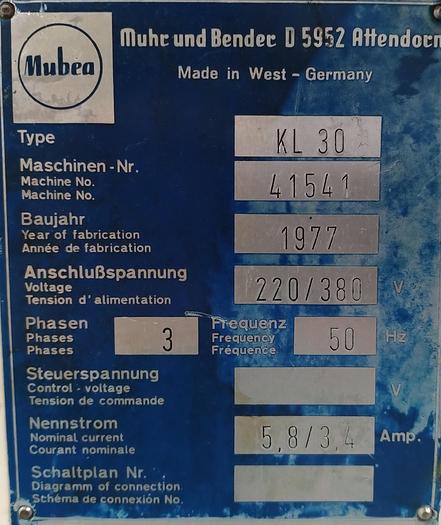 Mubea
Muhr und Bender D 5952 Attendorn
Made in West - Germany
Type KL 30
Maschinen-Nr.
Machine No. 41541
Machine No.
Baujahr
Year of fabrication 1977
Année de fabrication
Anschlußspannung
Voltage 220/380 V
Tension d'alimentation
Phasen Frequenz
Phases 3 Frequency 50 Hz
Phases Fréquence
Steuerspannung
Control - voltage V
Tension de commande
Nennstrom
Nominal current 5,8/3,4 Amp.
Courant nominale
Schaltplan Nr.
Diagramm of connection
Schéma de connexión No.